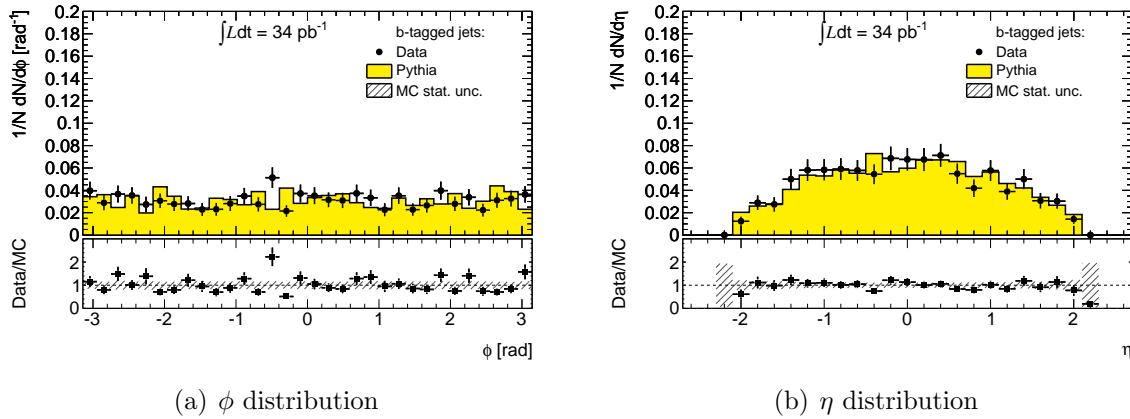 1/N dN/dφ [rad⁻¹]
0.2
0.18
0.16
0.14
0.12
0.1
0.08
0.06
0.04
0.02
0
∫Ldt = 34 pb⁻¹
b-tagged jets:
Data
Pythia
MC stat. unc.
Data/MC
2
1
0
-3 -2 -1 0 1 2 3
φ [rad]
(a) φ distribution
1/N dN/dη
0.2
0.18
0.16
0.14
0.12
0.1
0.08
0.06
0.04
0.02
0
∫Ldt = 34 pb⁻¹
b-tagged jets:
Data
Pythia
MC stat. unc.
Data/MC
2
1
0
-2 -1 0 1 2
η
(b) η distribution